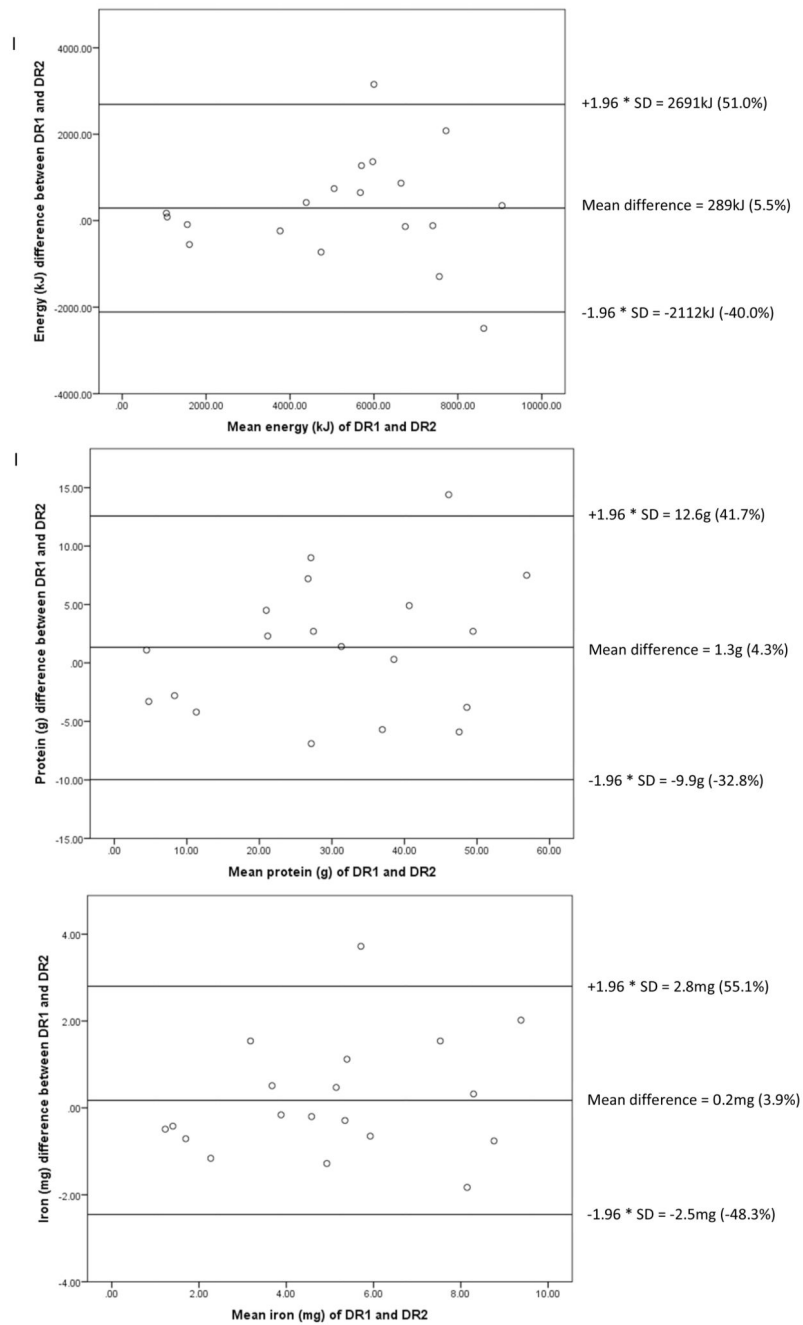 I
Energy (kJ) difference between DR1 and DR2
4000.00
2000.00
.00
-2000.00
-4000.00
+1.96 * SD = 2691kJ (51.0%)
Mean difference = 289kJ (5.5%)
-1.96 * SD = -2112kJ (-40.0%)
.00 2000.00 4000.00 6000.00 8000.00 10000.00
Mean energy (kJ) of DR1 and DR2
I
Protein (g) difference between DR1 and DR2
15.00
10.00
5.00
.00
-5.00
-10.00
-15.00
+1.96 * SD = 12.6g (41.7%)
Mean difference = 1.3g (4.3%)
-1.96 * SD = -9.9g (-32.8%)
.00 10.00 20.00 30.00 40.00 50.00 60.00
Mean protein (g) of DR1 and DR2
Iron (mg) difference between DR1 and DR2
4.00
2.00
.00
-2.00
-4.00
+1.96 * SD = 2.8mg (55.1%)
Mean difference = 0.2mg (3.9%)
-1.96 * SD = -2.5mg (-48.3%)
.00 2.00 4.00 6.00 8.00 10.00
Mean iron (mg) of DR1 and DR2